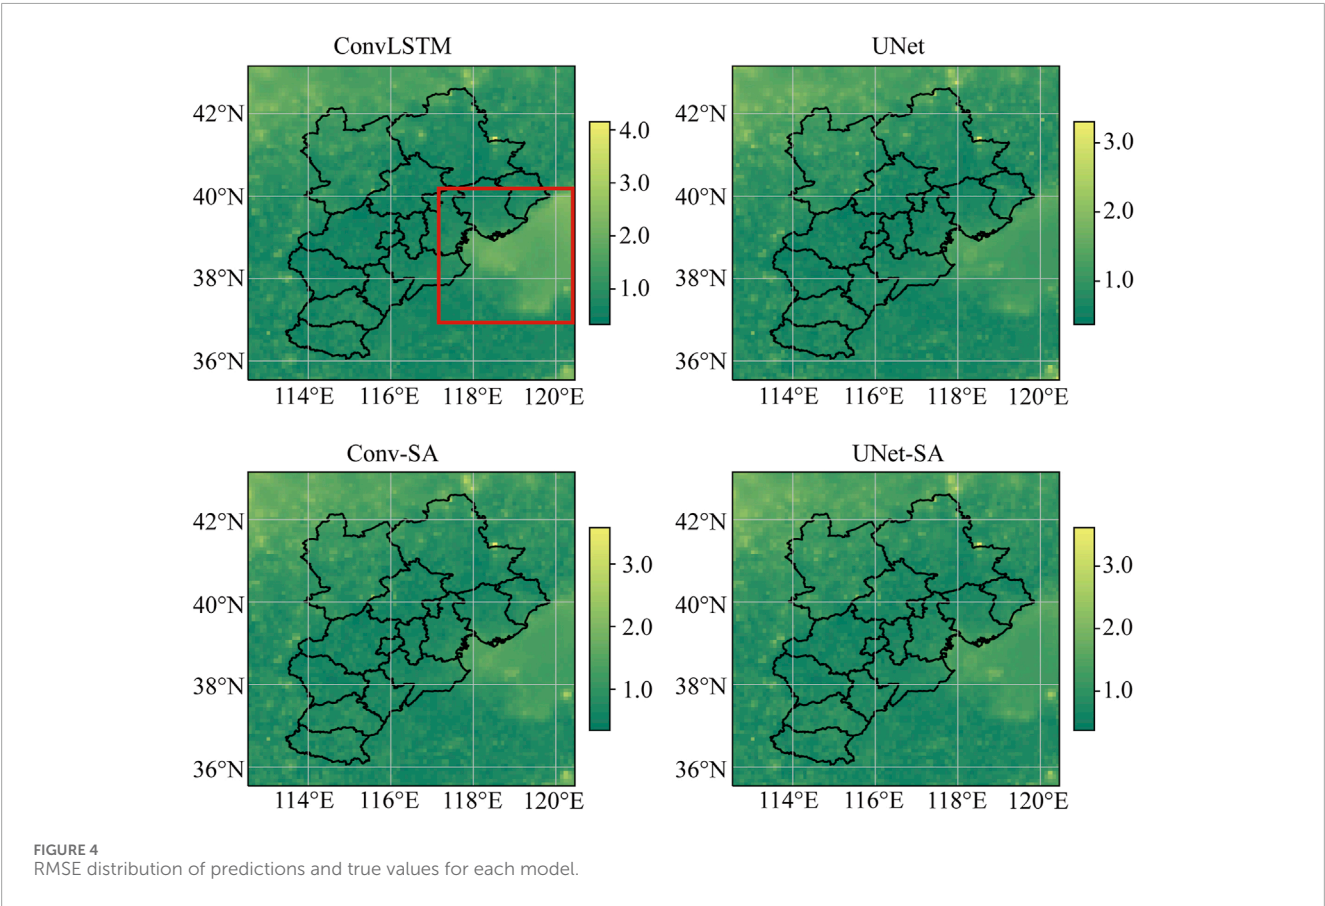 ConvLSTM
42°N
40°N
38°N
36°N
114°E 116°E 118°E 120°E
4.0
3.0
2.0
1.0
UNet
42°N
40°N
38°N
36°N
114°E 116°E 118°E 120°E
3.0
2.0
1.0
Conv-SA
42°N
40°N
38°N
36°N
114°E 116°E 118°E 120°E
3.0
2.0
1.0
UNet-SA
42°N
40°N
38°N
36°N
114°E 116°E 118°E 120°E
3.0
2.0
1.0
FIGURE 4
RMSE distribution of predictions and true values for each model.